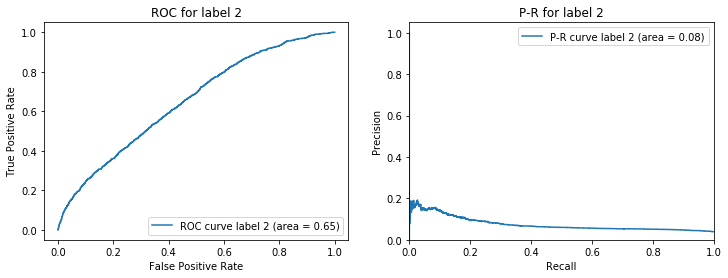 ROC for label 2
1.0
0.8
0.6
0.4
0.2
0.0
True Positive Rate
ROC curve label 2 (area = 0.65)
0.0 0.2 0.4 0.6 0.8 1.0
False Positive Rate
P-R for label 2
1.0
0.8
0.6
0.4
0.2
0.0
Precision
P-R curve label 2 (area = 0.08)
0.0 0.2 0.4 0.6 0.8 1.0
Recall